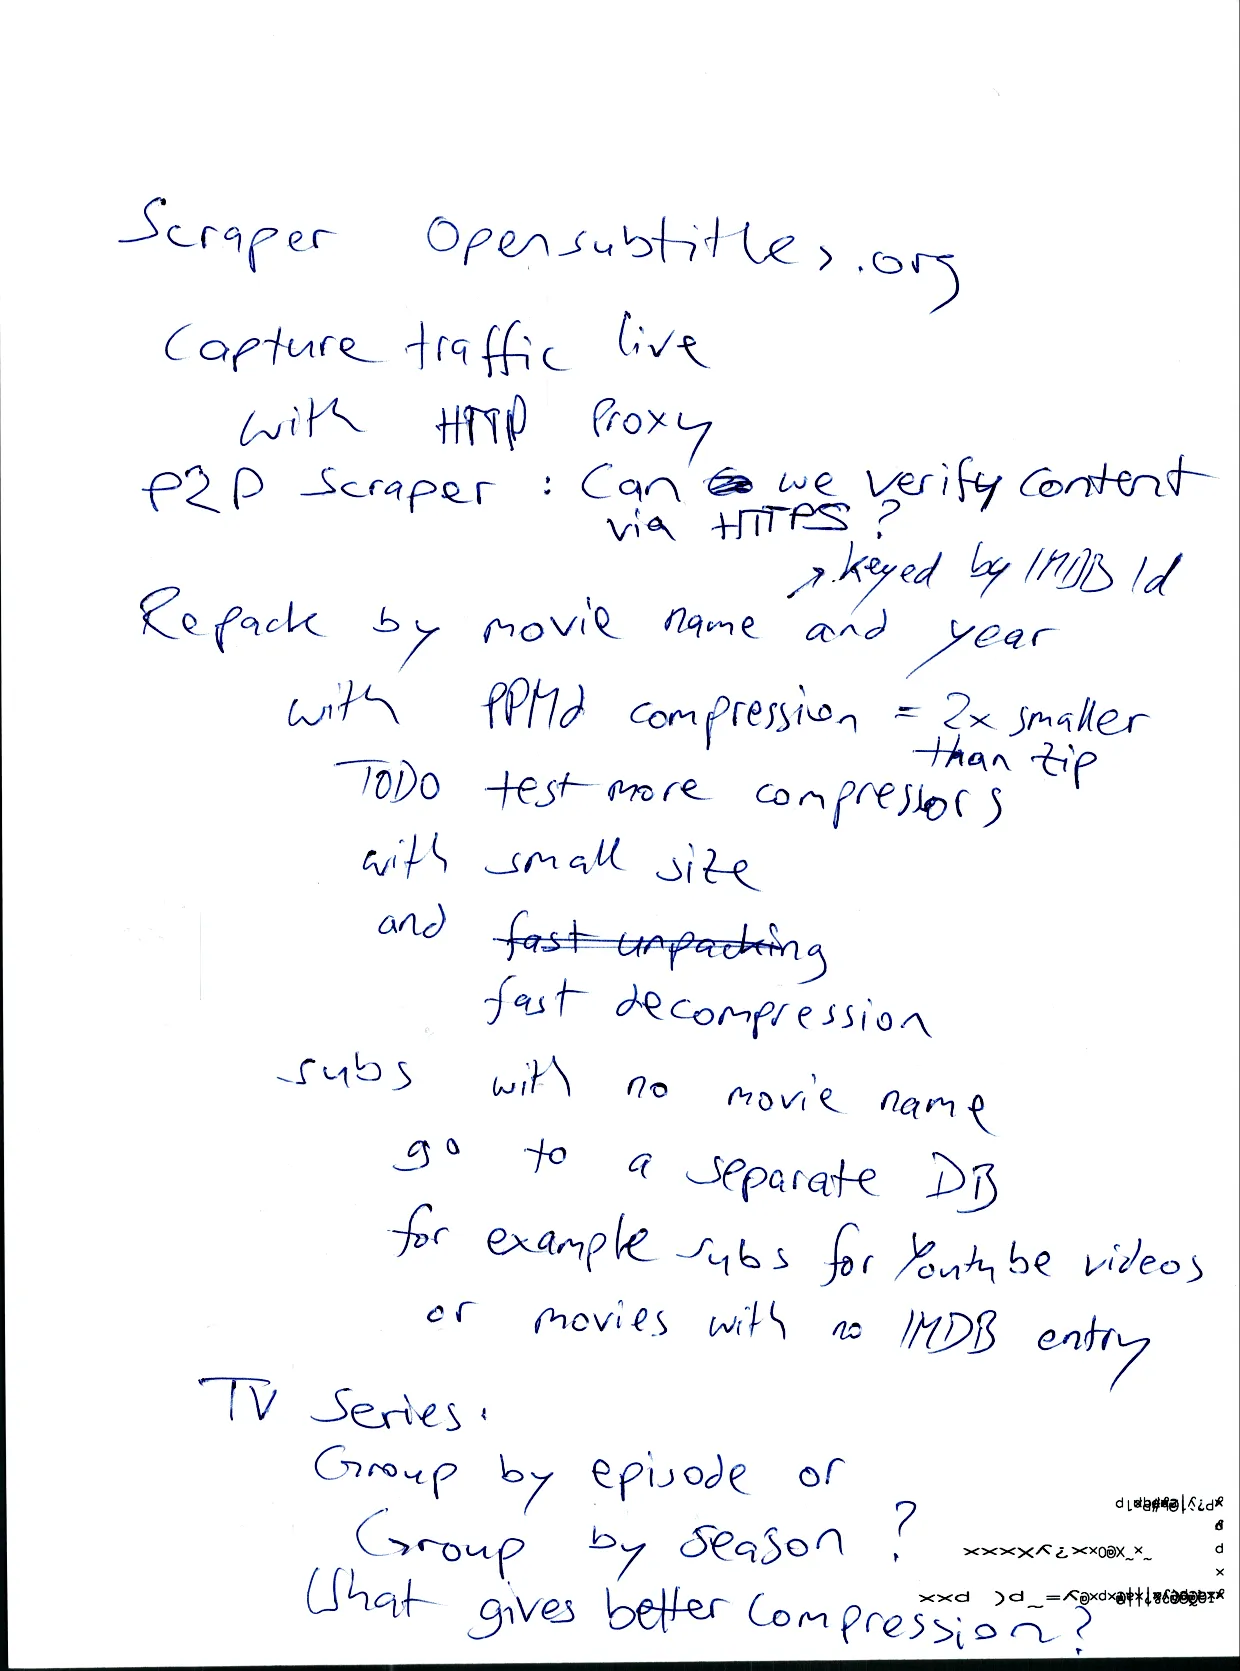 Scraper Opensubtitles.org
Capture traffic live
with HTTP Proxy
P2P Scraper : Can we verify content
via HTTPS ?
keyed by IMDB Id
Repack by movie name and year
with PPMd compression = 2x smaller
than zip
TODO test more compressors
with small size
and fast unpacking
fast decompression
subs with no movie name
go to a separate DB
for example subs for Youtube videos
or movies with no IMDB entry
TV Series:
Group by episode or
Group by season ?
What gives better compression?